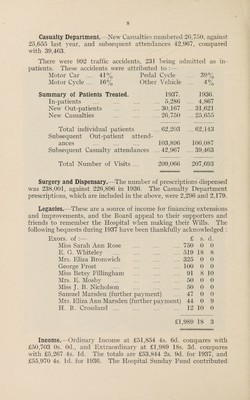 8
Casualty Department.—New Casualties numbered 26,750, against
25,655 last year, and subsequent attendances 42,967, compared
with 39,463.
There were 992 traffic accidents, 231 being admitted as in-
patients. These accidents were attributed to :—
Motor Car ... 41% Pedal Cycle ... 39%
Motor Cycle ... 16% Other Vehicle ... 4%
Summary of Patients Treated. 1937. 1936.
In-patients ... 5,286 4,867
New Out-patients ... 30,167 31,621
New Casualties ... 26,750 25,655
Total individual patients ... 62,203 62,143
Subsequent Out-patient attend-
ances ... 103,896 106,087
Subsequent Casualty attendances ... 42,967 39,463
Total Number of Visits ... 209,066 207,693
Surgery and Dispensary.—The number of prescriptions dispensed
was 238,001, against 226,896 in 1936. The Casualty Department
prescriptions, which are included in the above, were 2,296 and 2,179.
Legacies.—These are a source of income for financing extensions
and improvements, and the Board appeal to their supporters and
friends to remember the Hospital when making their Wills. The
following bequests during 1937 have been thankfully acknowledged :
Exors. of :— £ s. d.
Miss Sarah Ann Rose ... 750 0 0
E. G. Whiteley ... 519 18 8
Mrs. Eliza Bromwich ... 325 0 0
George Frost ... 100 0 0
Miss Betsy Fillingham ... 91 8 10
Mrs. E. Mosby ... 50 0 0
Miss J. B. Nicholson ... 50 0 0
Samuel Marsden (further payment) 47 0 0
Mrs. Eliza Ann Marsden (further payment) 44 0 9
H. B. Crossland ... 12 10 0
£1,989 18 3
Income.—Ordinary Income at £51,854 4s. 6d. compares with
£50,703 0s. 0d., and Extraordinary at £1,989 18s. 3d. compares
with £5,267 4s. 1d. The totals are £53,844 2s. 9d. for 1937, and
£55,970 4s. 1d. for 1936. The Hospital Sunday Fund contributed